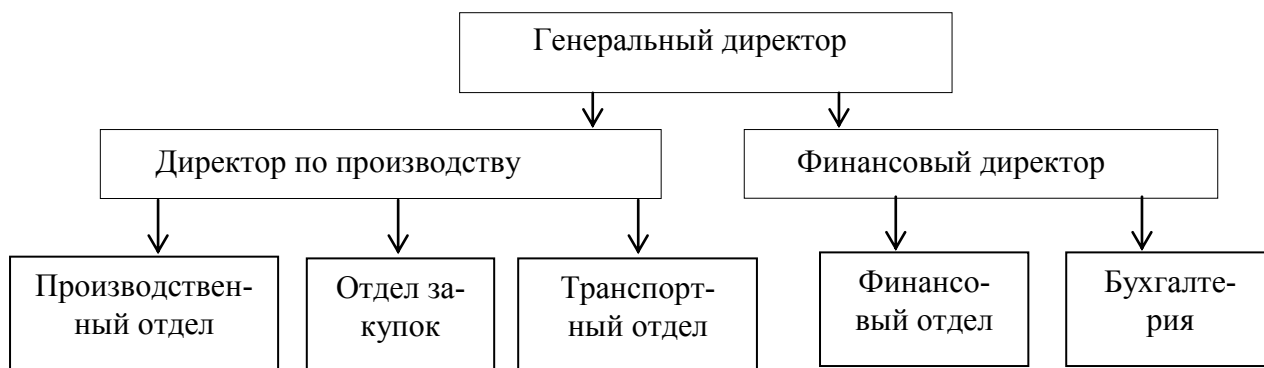 Генеральный директор
Директор по производству
Финансовый директор
Производствен-
ный отдел
Отдел за-
купок
Транспорт-
ный отдел
Финансо-
вый отдел
Бухгалте-
рия